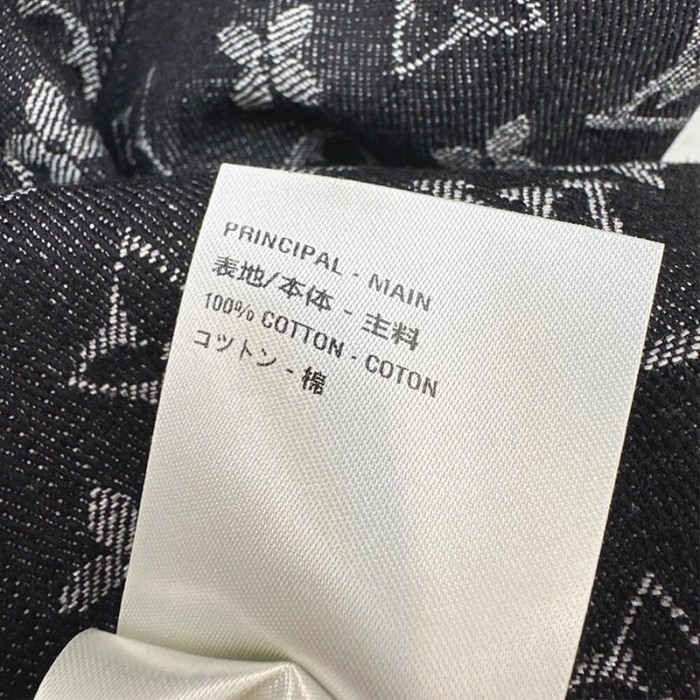 PRINCIPAL - MAIN
表地/本体 - 主料
100% COTTON - COTON
コットン - 棉